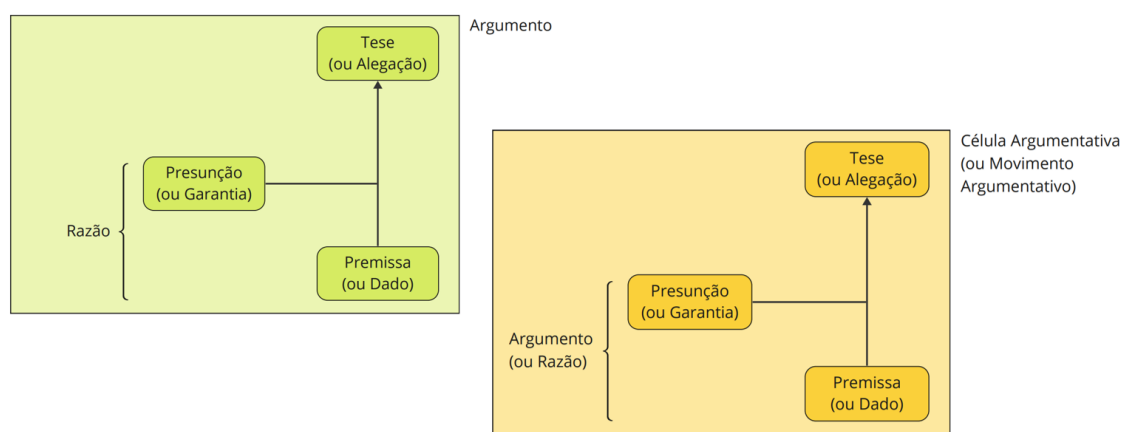 Argumento
Tese
(ou Alegação)
Presunção
(ou Garantia)
Razão
Premissa
(ou Dado)
Célula Argumentativa
(ou Movimento
Argumentativo)
Tese
(ou Alegação)
Presunção
(ou Garantia)
Argumento
(ou Razão)
Premissa
(ou Dado)